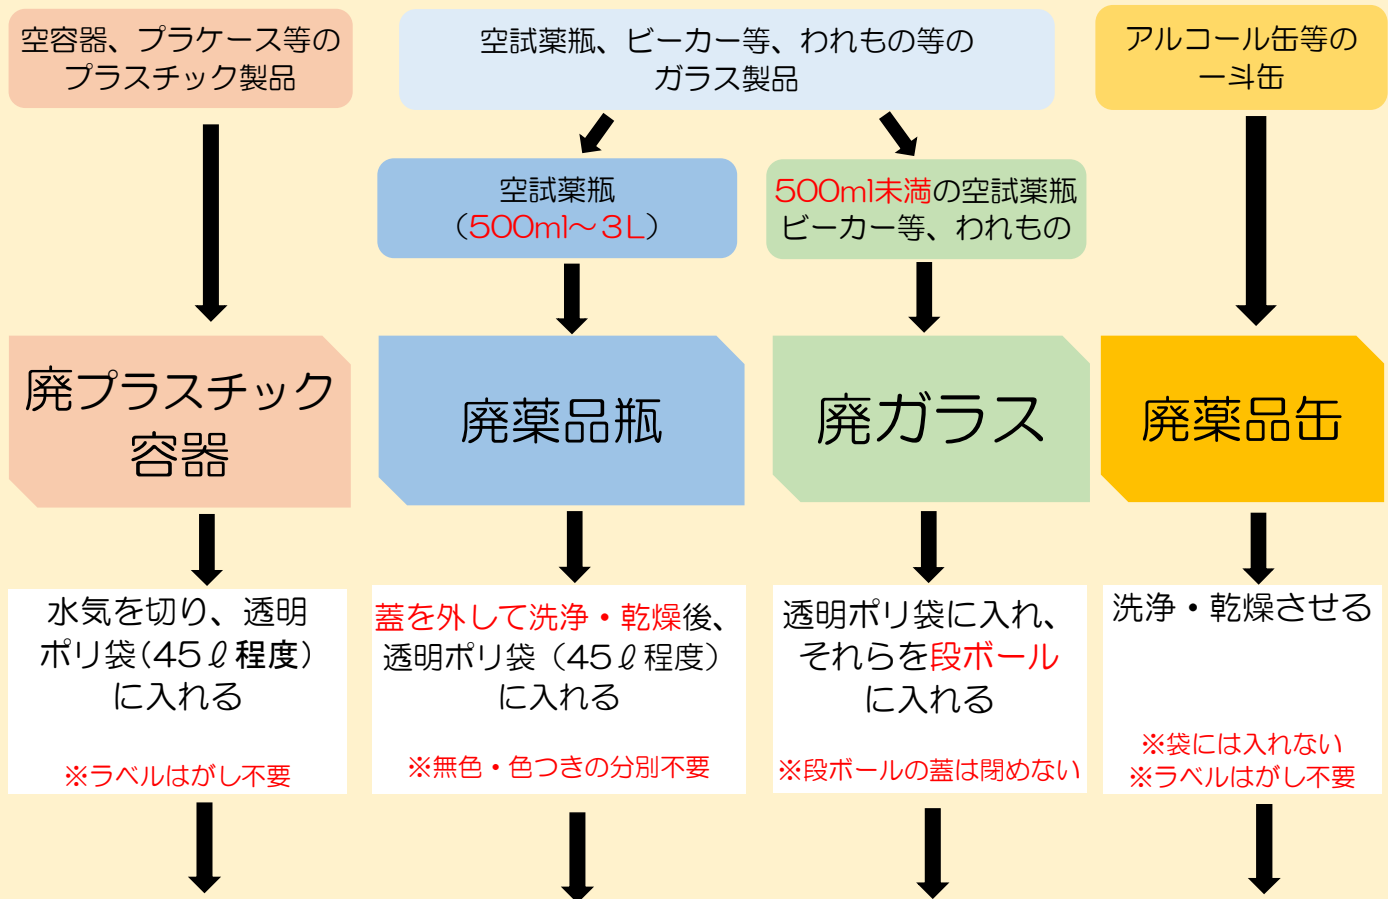 空容器、プラケース等の
プラスチック製品
空試薬瓶、ビーカー等、われもの等の
ガラス製品
アルコール缶等の
一斗缶
空試薬瓶
（500ml～３L）
500ml未満の空試薬瓶
ビーカー等、われもの
廃プラスチック
容器
廃薬品瓶
廃ガラス
廃薬品缶
水気を切り、透明
ポリ袋（45ℓ程度）
に入れる
※ラベルはがし不要
蓋を外して洗浄・乾燥後、
透明ポリ袋（45ℓ程度）
に入れる
※無色・色つきの分別不要
透明ポリ袋に入れ、
それらを段ボール
に入れる
※段ボールの蓋は閉めない
洗浄・乾燥させる
※袋には入れない
※ラベルはがし不要